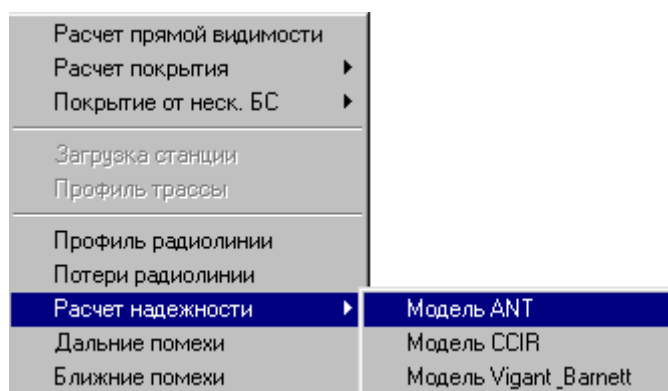 Расчет прямой видимости
Расчет покрытия
Покрытие от неск. БС
Загрузка станции
Профиль трассы
Профиль радиолинии
Потери радиолинии
Расчет надежности
Модель ANT
Дальние помехи
Модель CCIR
Ближние помехи
Модель Vigant_Barnett